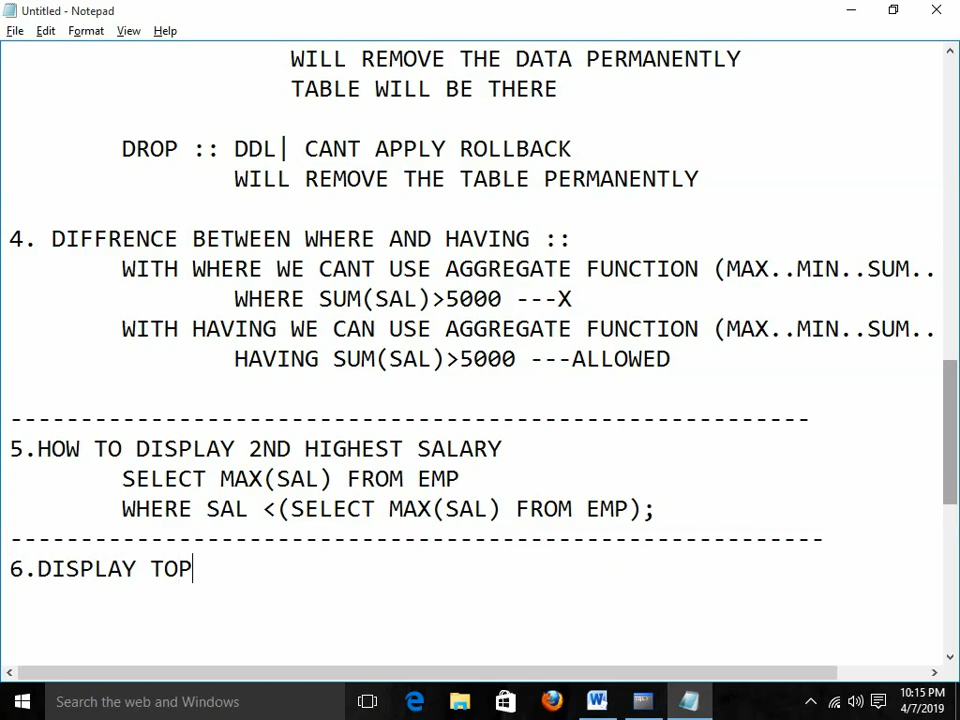 Untitled - Notepad
File Edit Format View Help
WILL REMOVE THE DATA PERMANENTLY
TABLE WILL BE THERE
DROP :: DDL| CANT APPLY ROLLBACK
WILL REMOVE THE TABLE PERMANENTLY
4. DIFFRENCE BETWEEN WHERE AND HAVING ::
WITH WHERE WE CANT USE AGGREGATE FUNCTION (MAX..MIN..SUM..
WHERE SUM(SAL)>5000 ---X
WITH HAVING WE CAN USE AGGREGATE FUNCTION (MAX..MIN..SUM..
HAVING SUM(SAL)>5000 ---ALLOWED
---------------------------------------------------------
5.HOW TO DISPLAY 2ND HIGHEST SALARY
SELECT MAX(SAL) FROM EMP
WHERE SAL <(SELECT MAX(SAL) FROM EMP);
----------------------------------------------------------
6.DISPLAY TOP
Search the web and Windows
10:15 PM
4/7/2019